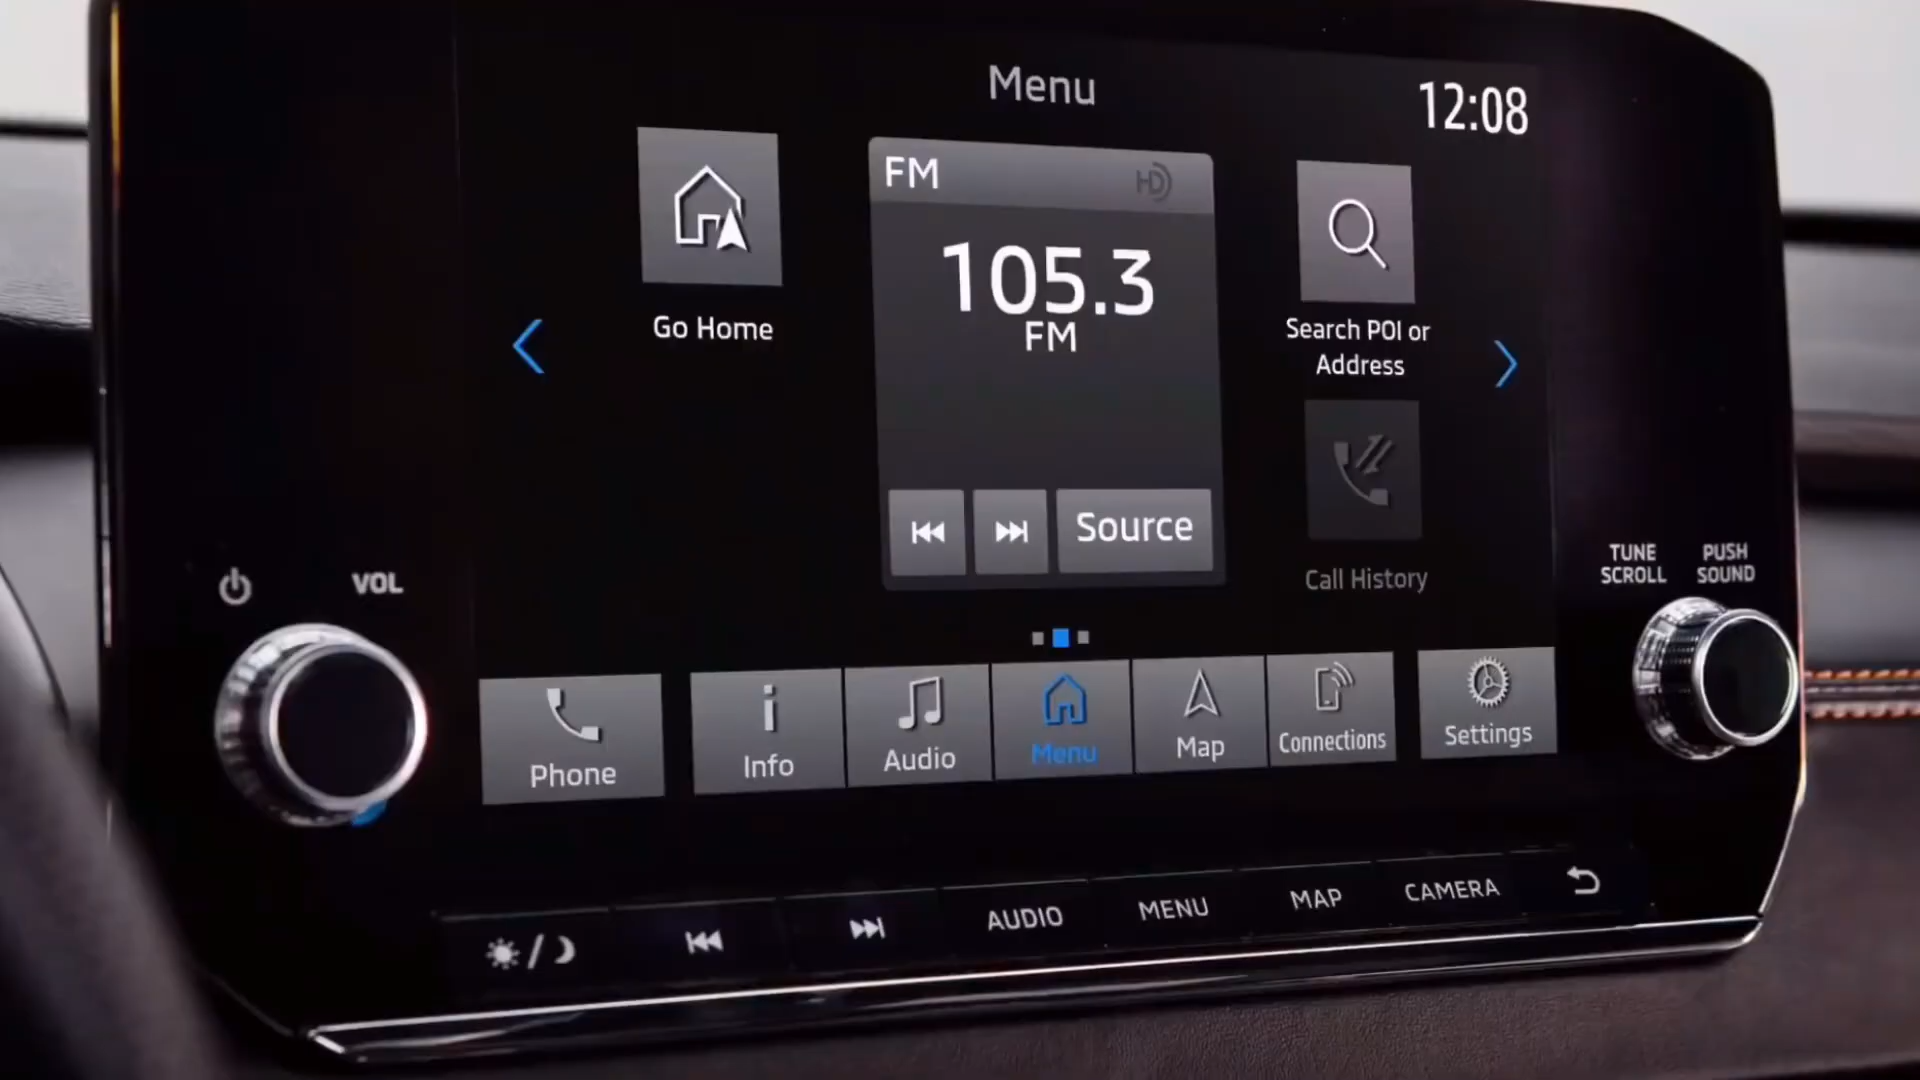 Menu
12:08
FM
HD
105.3
FM
Go Home
Search POI or
Address
Source
Call History
VOL
TUNE
SCROLL
PUSH
SOUND
Phone
Info
Audio
Menu
Map
Connections
Settings
AUDIO
MENU
MAP
CAMERA